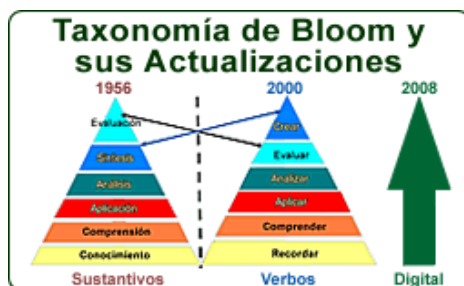 Taxonomía de Bloom y
sus Actualizaciones
1956
2000
2008
Evaluación
Síntesis
Análisis
Aplicación
Comprensión
Conocimiento
Crear
Evaluar
Analizar
Aplicar
Comprender
Recordar
Sustantivos
Verbos
Digital